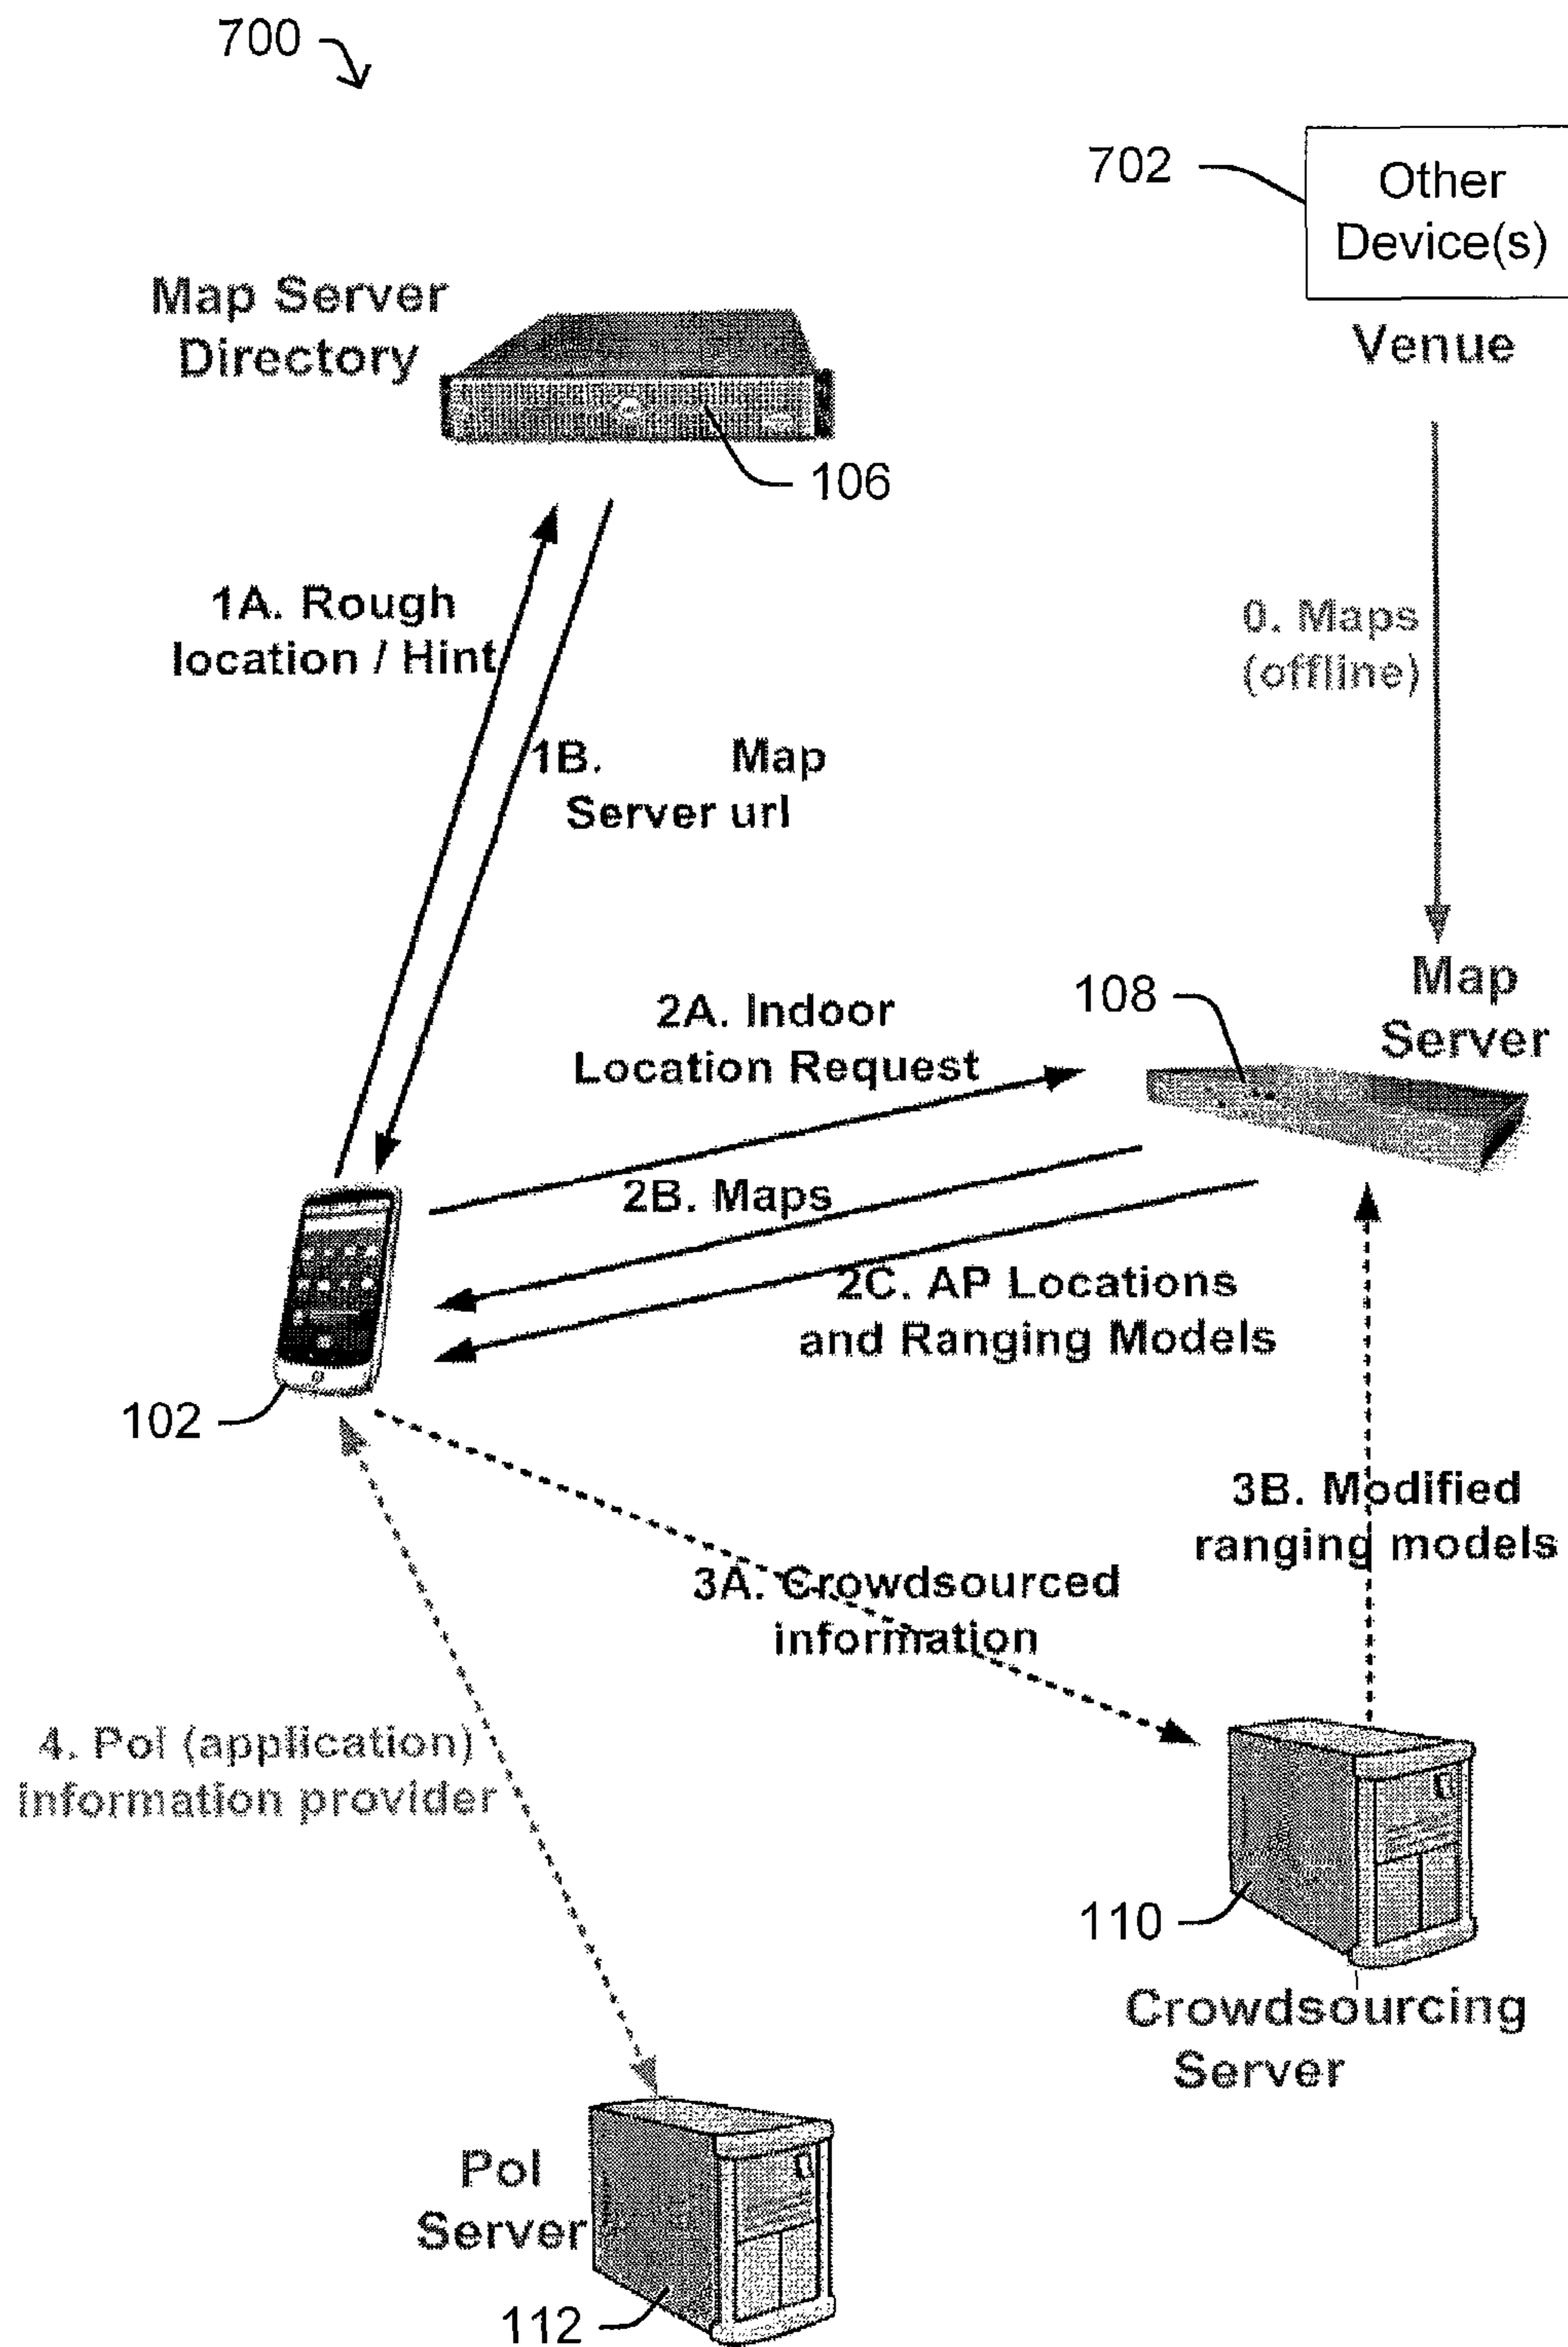 700
702
Other
Device(s)
Venue
Map Server
Directory
106
1A. Rough
location / Hint
0. Maps
(offline)
1B. Map
Server url
Map
Server
108
2A. Indoor
Location Request
2B. Maps
2C. AP Locations
and Ranging Models
102
3B. Modified
ranging models
3A. Crowdsourced
information
4. PoI (application)
information provider
110
Crowdsourcing
Server
PoI
Server
112